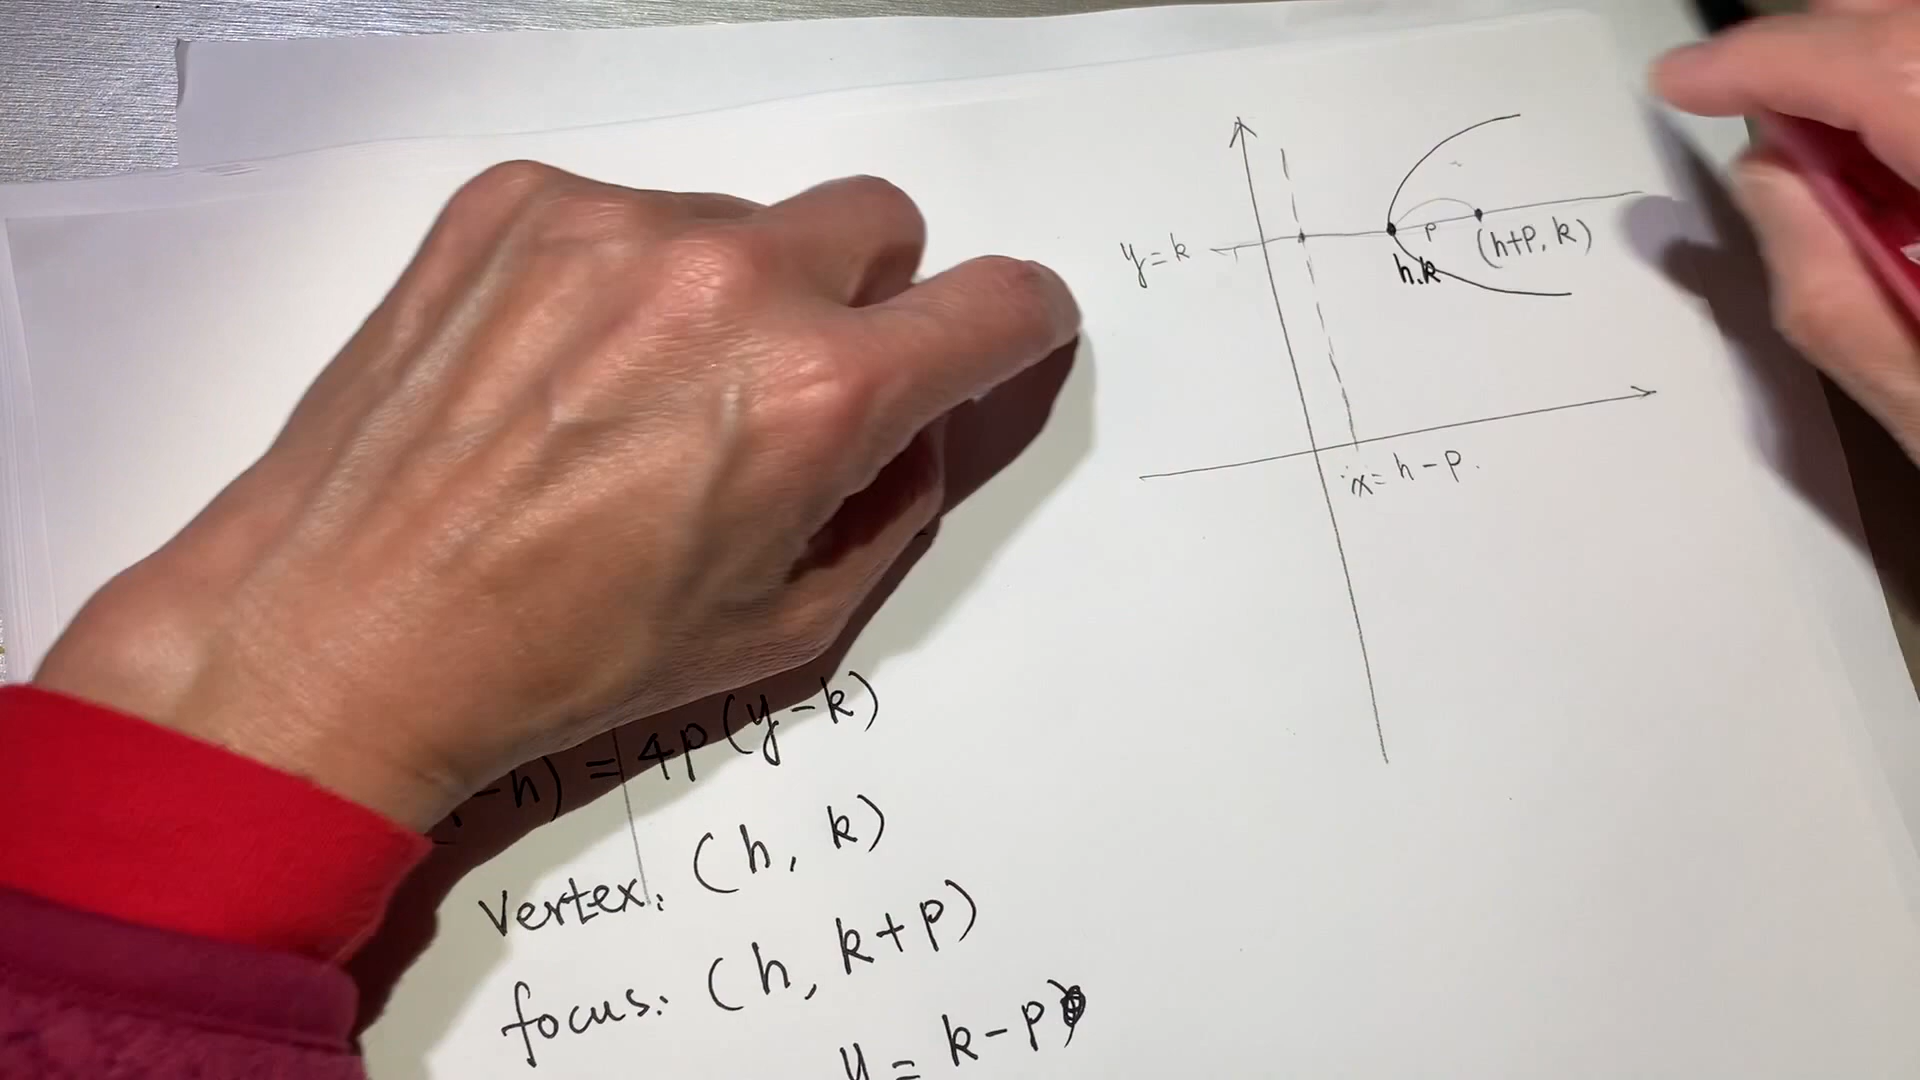 y=k
p
(h+p, k)
h.k
x=h-p.
-h) = 4p(y-k)
Vertex: (h, k)
focus: (h, k+p)
y = k-p